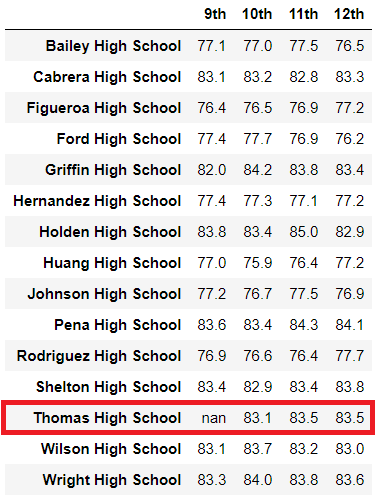 9th 10th 11th 12th
Bailey High School 77.1 77.0 77.5 76.5
Cabrera High School 83.1 83.2 82.8 83.3
Figueroa High School 76.4 76.5 76.9 77.2
Ford High School 77.4 77.7 76.9 76.2
Griffin High School 82.0 84.2 83.8 83.4
Hernandez High School 77.4 77.3 77.1 77.2
Holden High School 83.8 83.4 85.0 82.9
Huang High School 77.0 75.9 76.4 77.2
Johnson High School 77.2 76.7 77.5 76.9
Pena High School 83.6 83.4 84.3 84.1
Rodriguez High School 76.9 76.6 76.4 77.7
Shelton High School 83.4 82.9 83.4 83.8
Thomas High School nan 83.1 83.5 83.5
Wilson High School 83.1 83.7 83.2 83.0
Wright High School 83.3 84.0 83.8 83.6